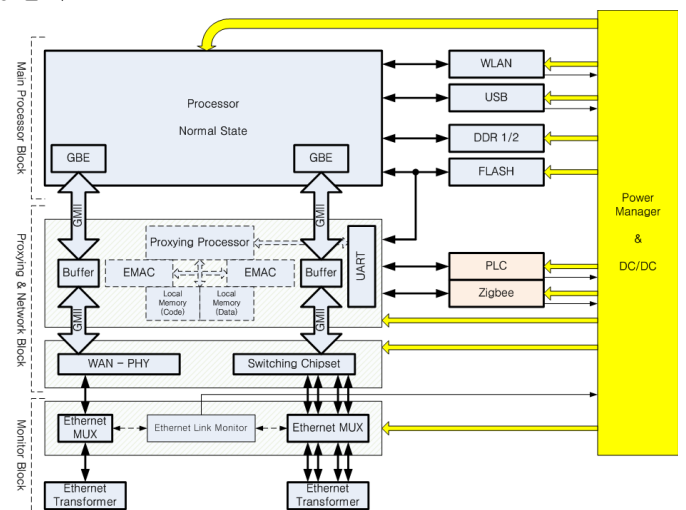 Main Processor Block
Processor
Normal State
GBE
GBE
WLAN
USB
DDR 1/2
FLASH
Power
Manager
&
DC/DC
GMII
GMII
Proxying & Network Block
Proxying Processor
Buffer
EMAC
EMAC
Buffer
UART
Local
Memory
(Code)
Local
Memory
(Data)
PLC
Zigbee
GMII
GMII
WAN - PHY
Switching Chipset
Monitor Block
Ethernet
MUX
Ethernet Link Monitor
Ethernet MUX
Ethernet
Transformer
Ethernet
Transformer